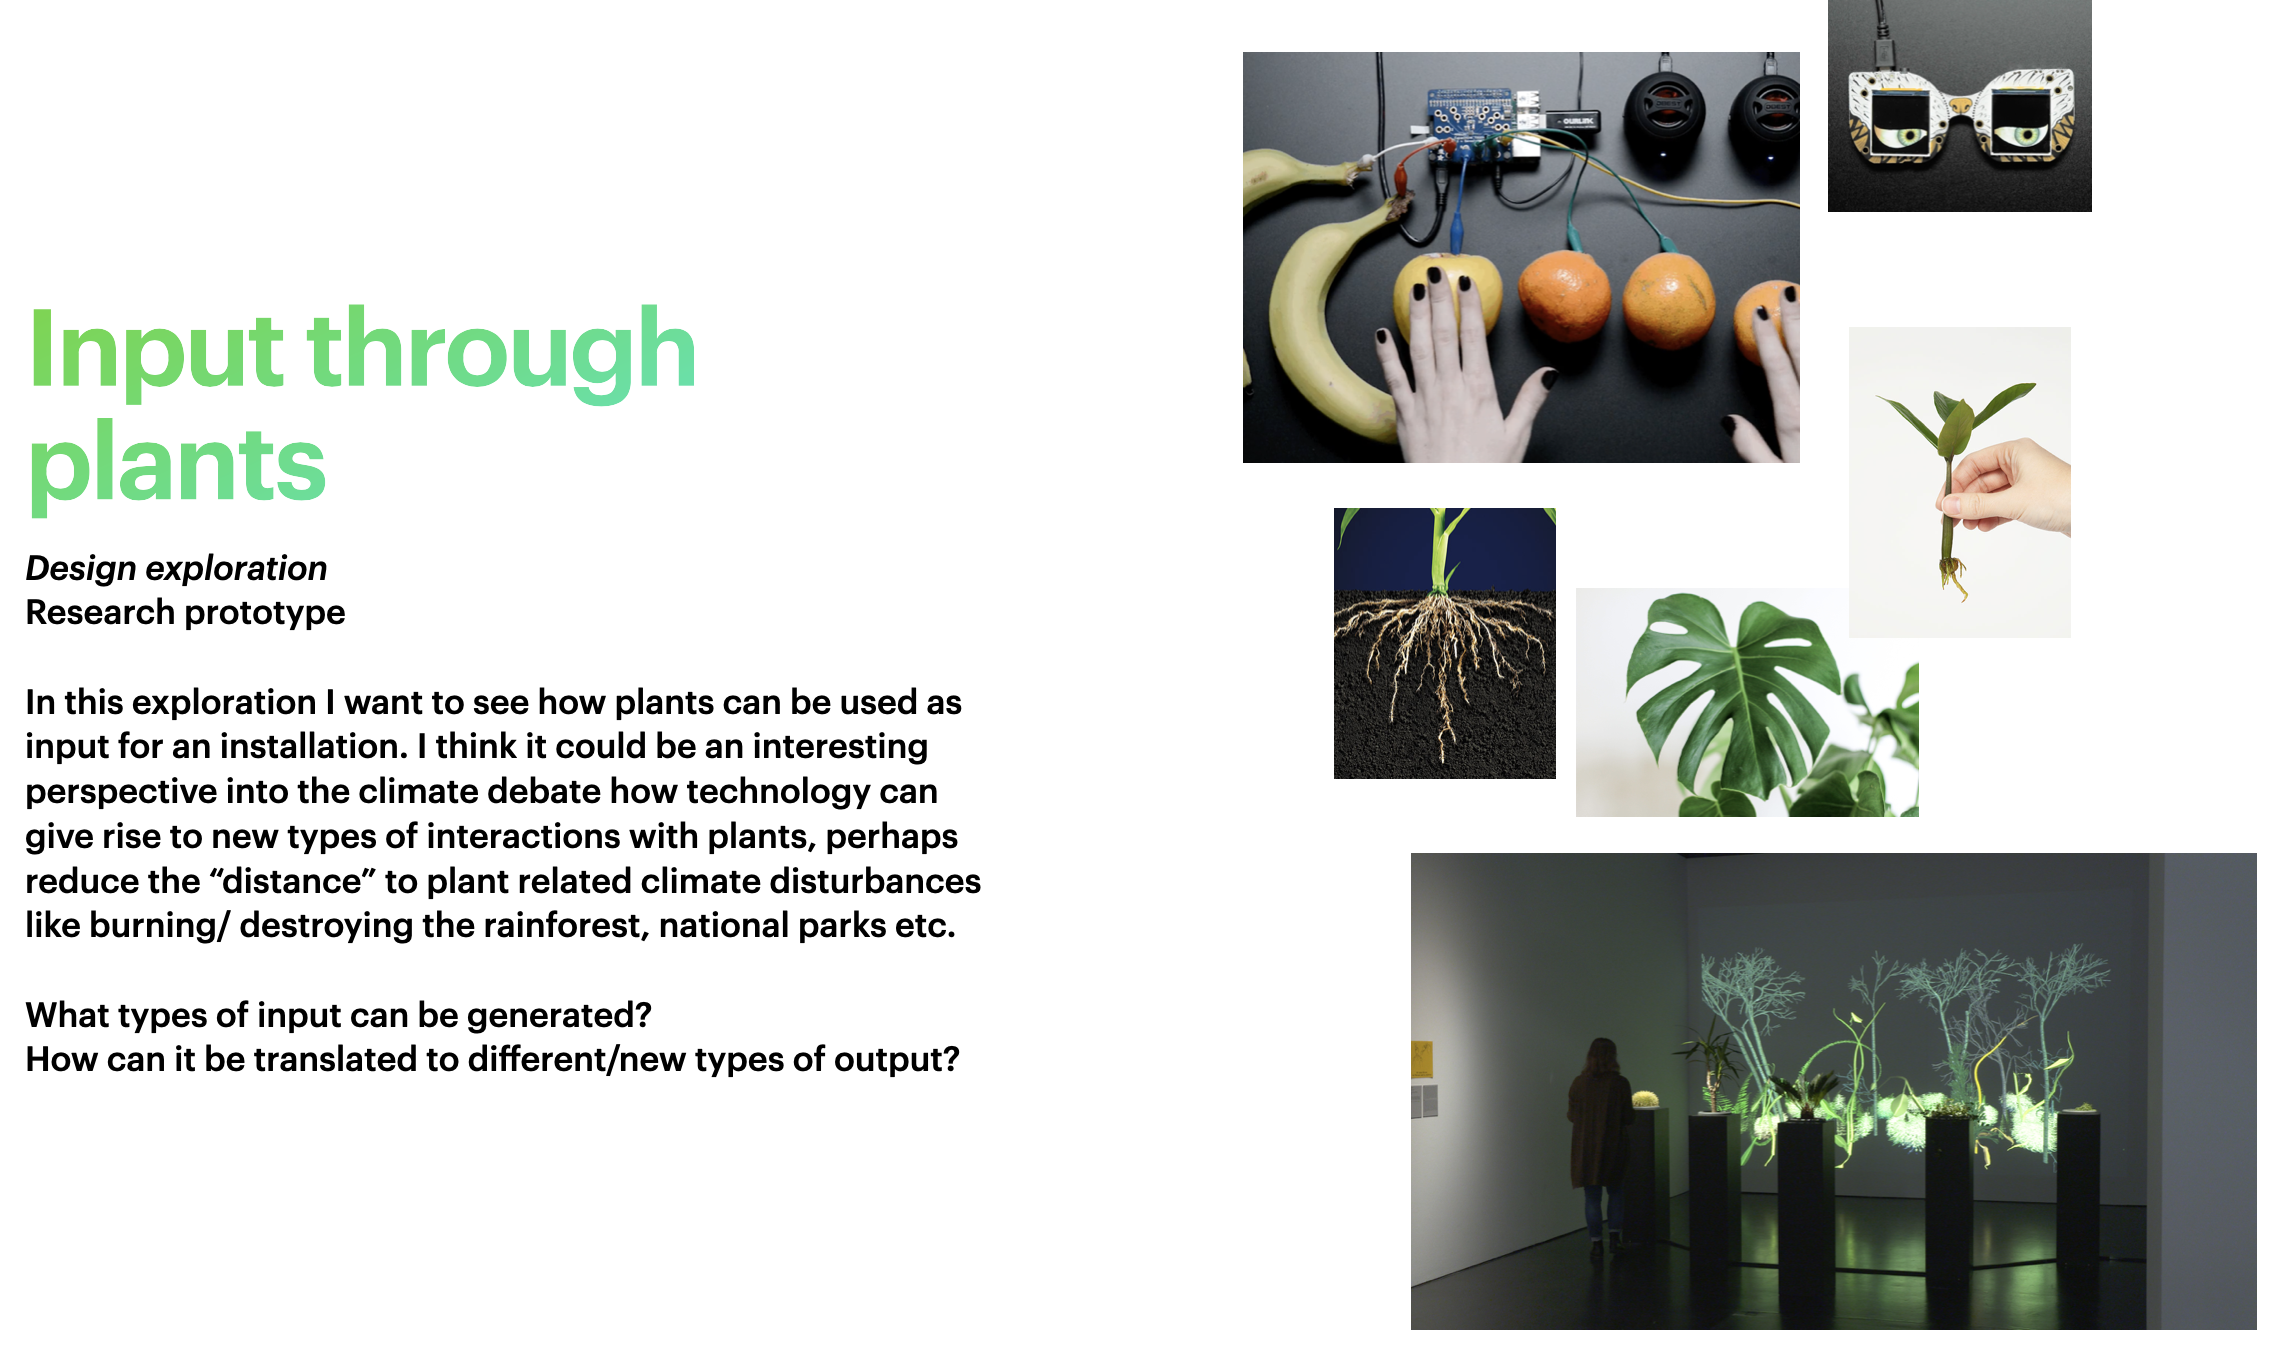 Input through
plants
Design exploration
Research prototype
In this exploration I want to see how plants can be used as
input for an installation. I think it could be an interesting
perspective into the climate debate how technology can
give rise to new types of interactions with plants, perhaps
reduce the “distance” to plant related climate disturbances
like burning/ destroying the rainforest, national parks etc.
What types of input can be generated?
How can it be translated to different/new types of output?